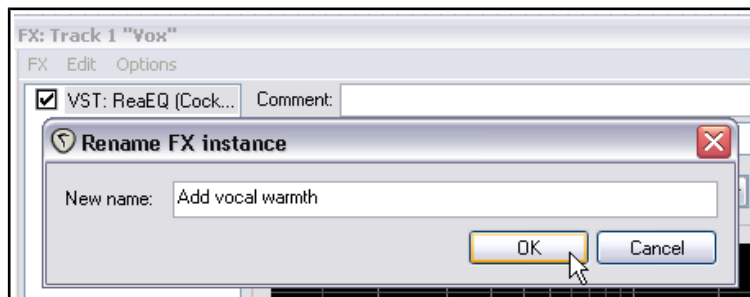 FX: Track 1 "Vox"
FX Edit Options
VST: ReaEQ (Cock... Comment:
Rename FX instance
New name: Add vocal warmth
OK Cancel